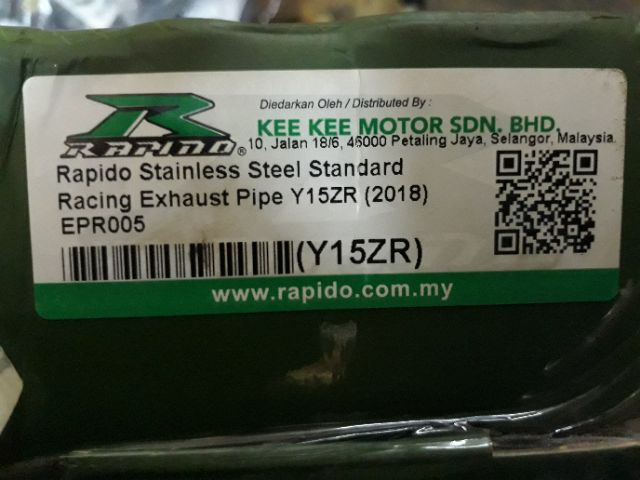 Diedarkan Oleh / Distributed By :
KEE KEE MOTOR SDN. BHD.
RAPIDO® 10, Jalan 18/6, 46000 Petaling Jaya, Selangor, Malaysia.
Rapido Stainless Steel Standard
Racing Exhaust Pipe Y15ZR (2018)
EPR005
(Y15ZR)
www.rapido.com.my